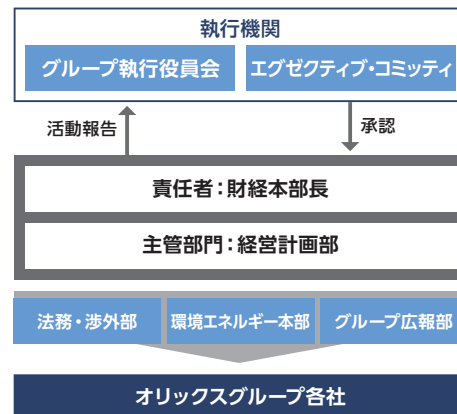 執行機関
グループ執行役員会
エグゼクティブ・コミッティ
活動報告
承認
責任者：財経本部長
主管部門：経営計画部
法務・渉外部
環境エネルギー本部
グループ広報部
オリックスグループ各社